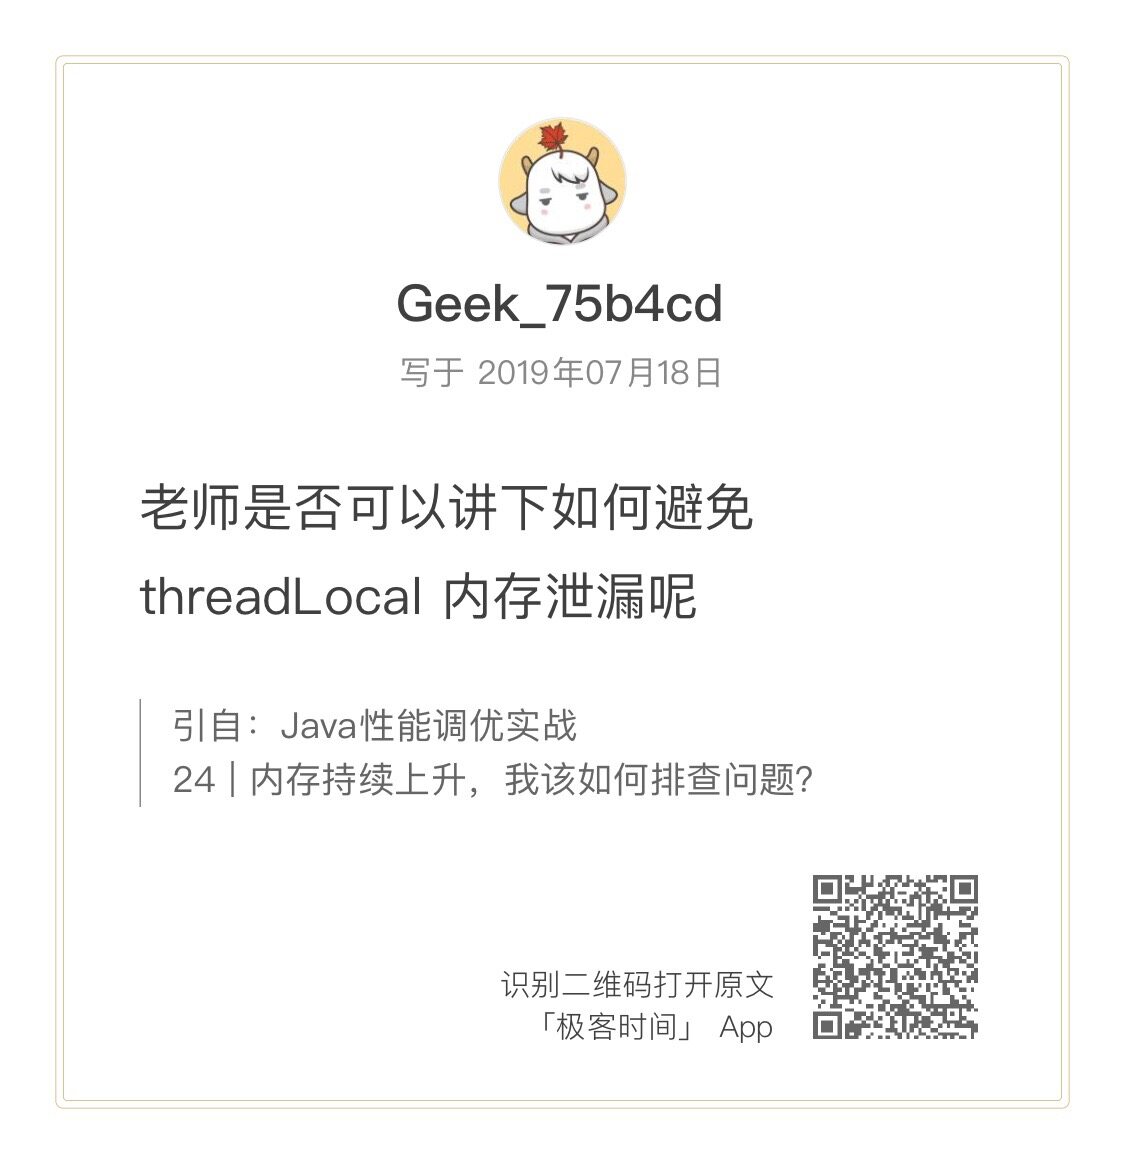 Geek_75b4cd
写于 2019年07月18日
老师是否可以讲下如何避免
threadLocal 内存泄漏呢
引自：Java性能调优实战
24 | 内存持续上升，我该如何排查问题？
识别二维码打开原文
「极客时间」 App